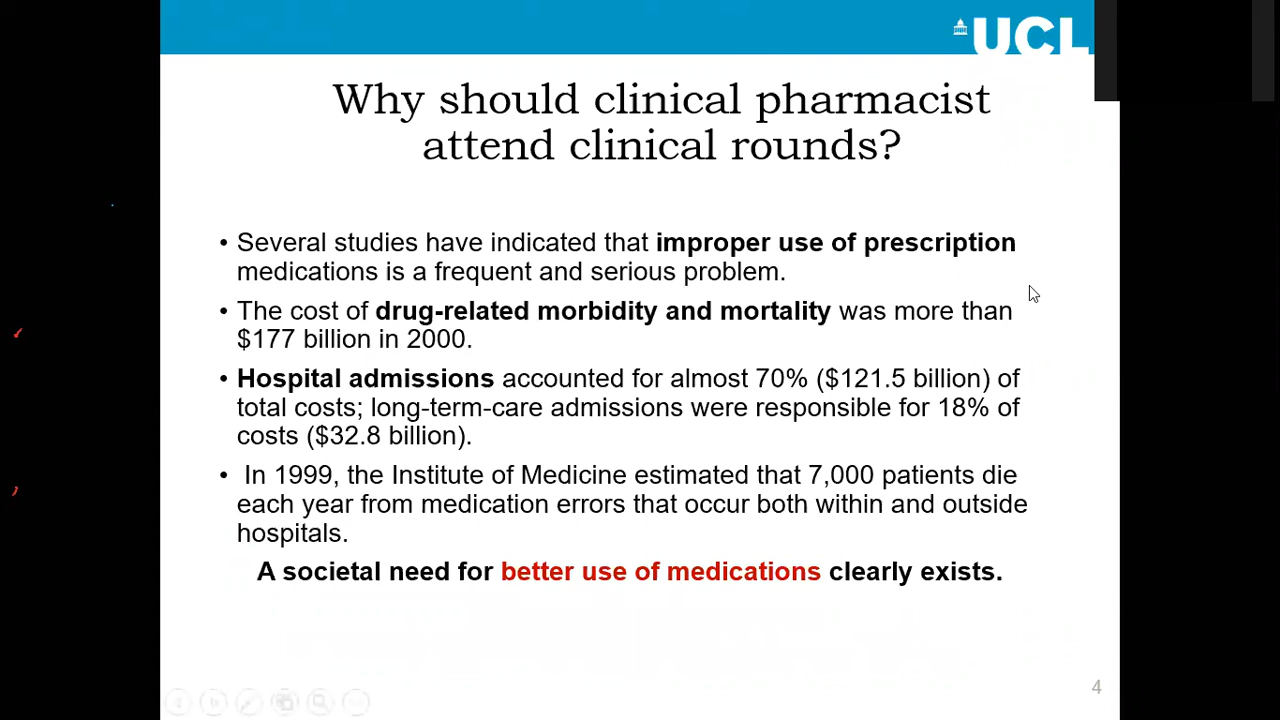 UCL
Why should clinical pharmacist
attend clinical rounds?
• Several studies have indicated that improper use of prescription
medications is a frequent and serious problem.
• The cost of drug-related morbidity and mortality was more than
$177 billion in 2000.
• Hospital admissions accounted for almost 70% ($121.5 billion) of
total costs; long-term-care admissions were responsible for 18% of
costs ($32.8 billion).
• In 1999, the Institute of Medicine estimated that 7,000 patients die
each year from medication errors that occur both within and outside
hospitals.
A societal need for better use of medications clearly exists.
4